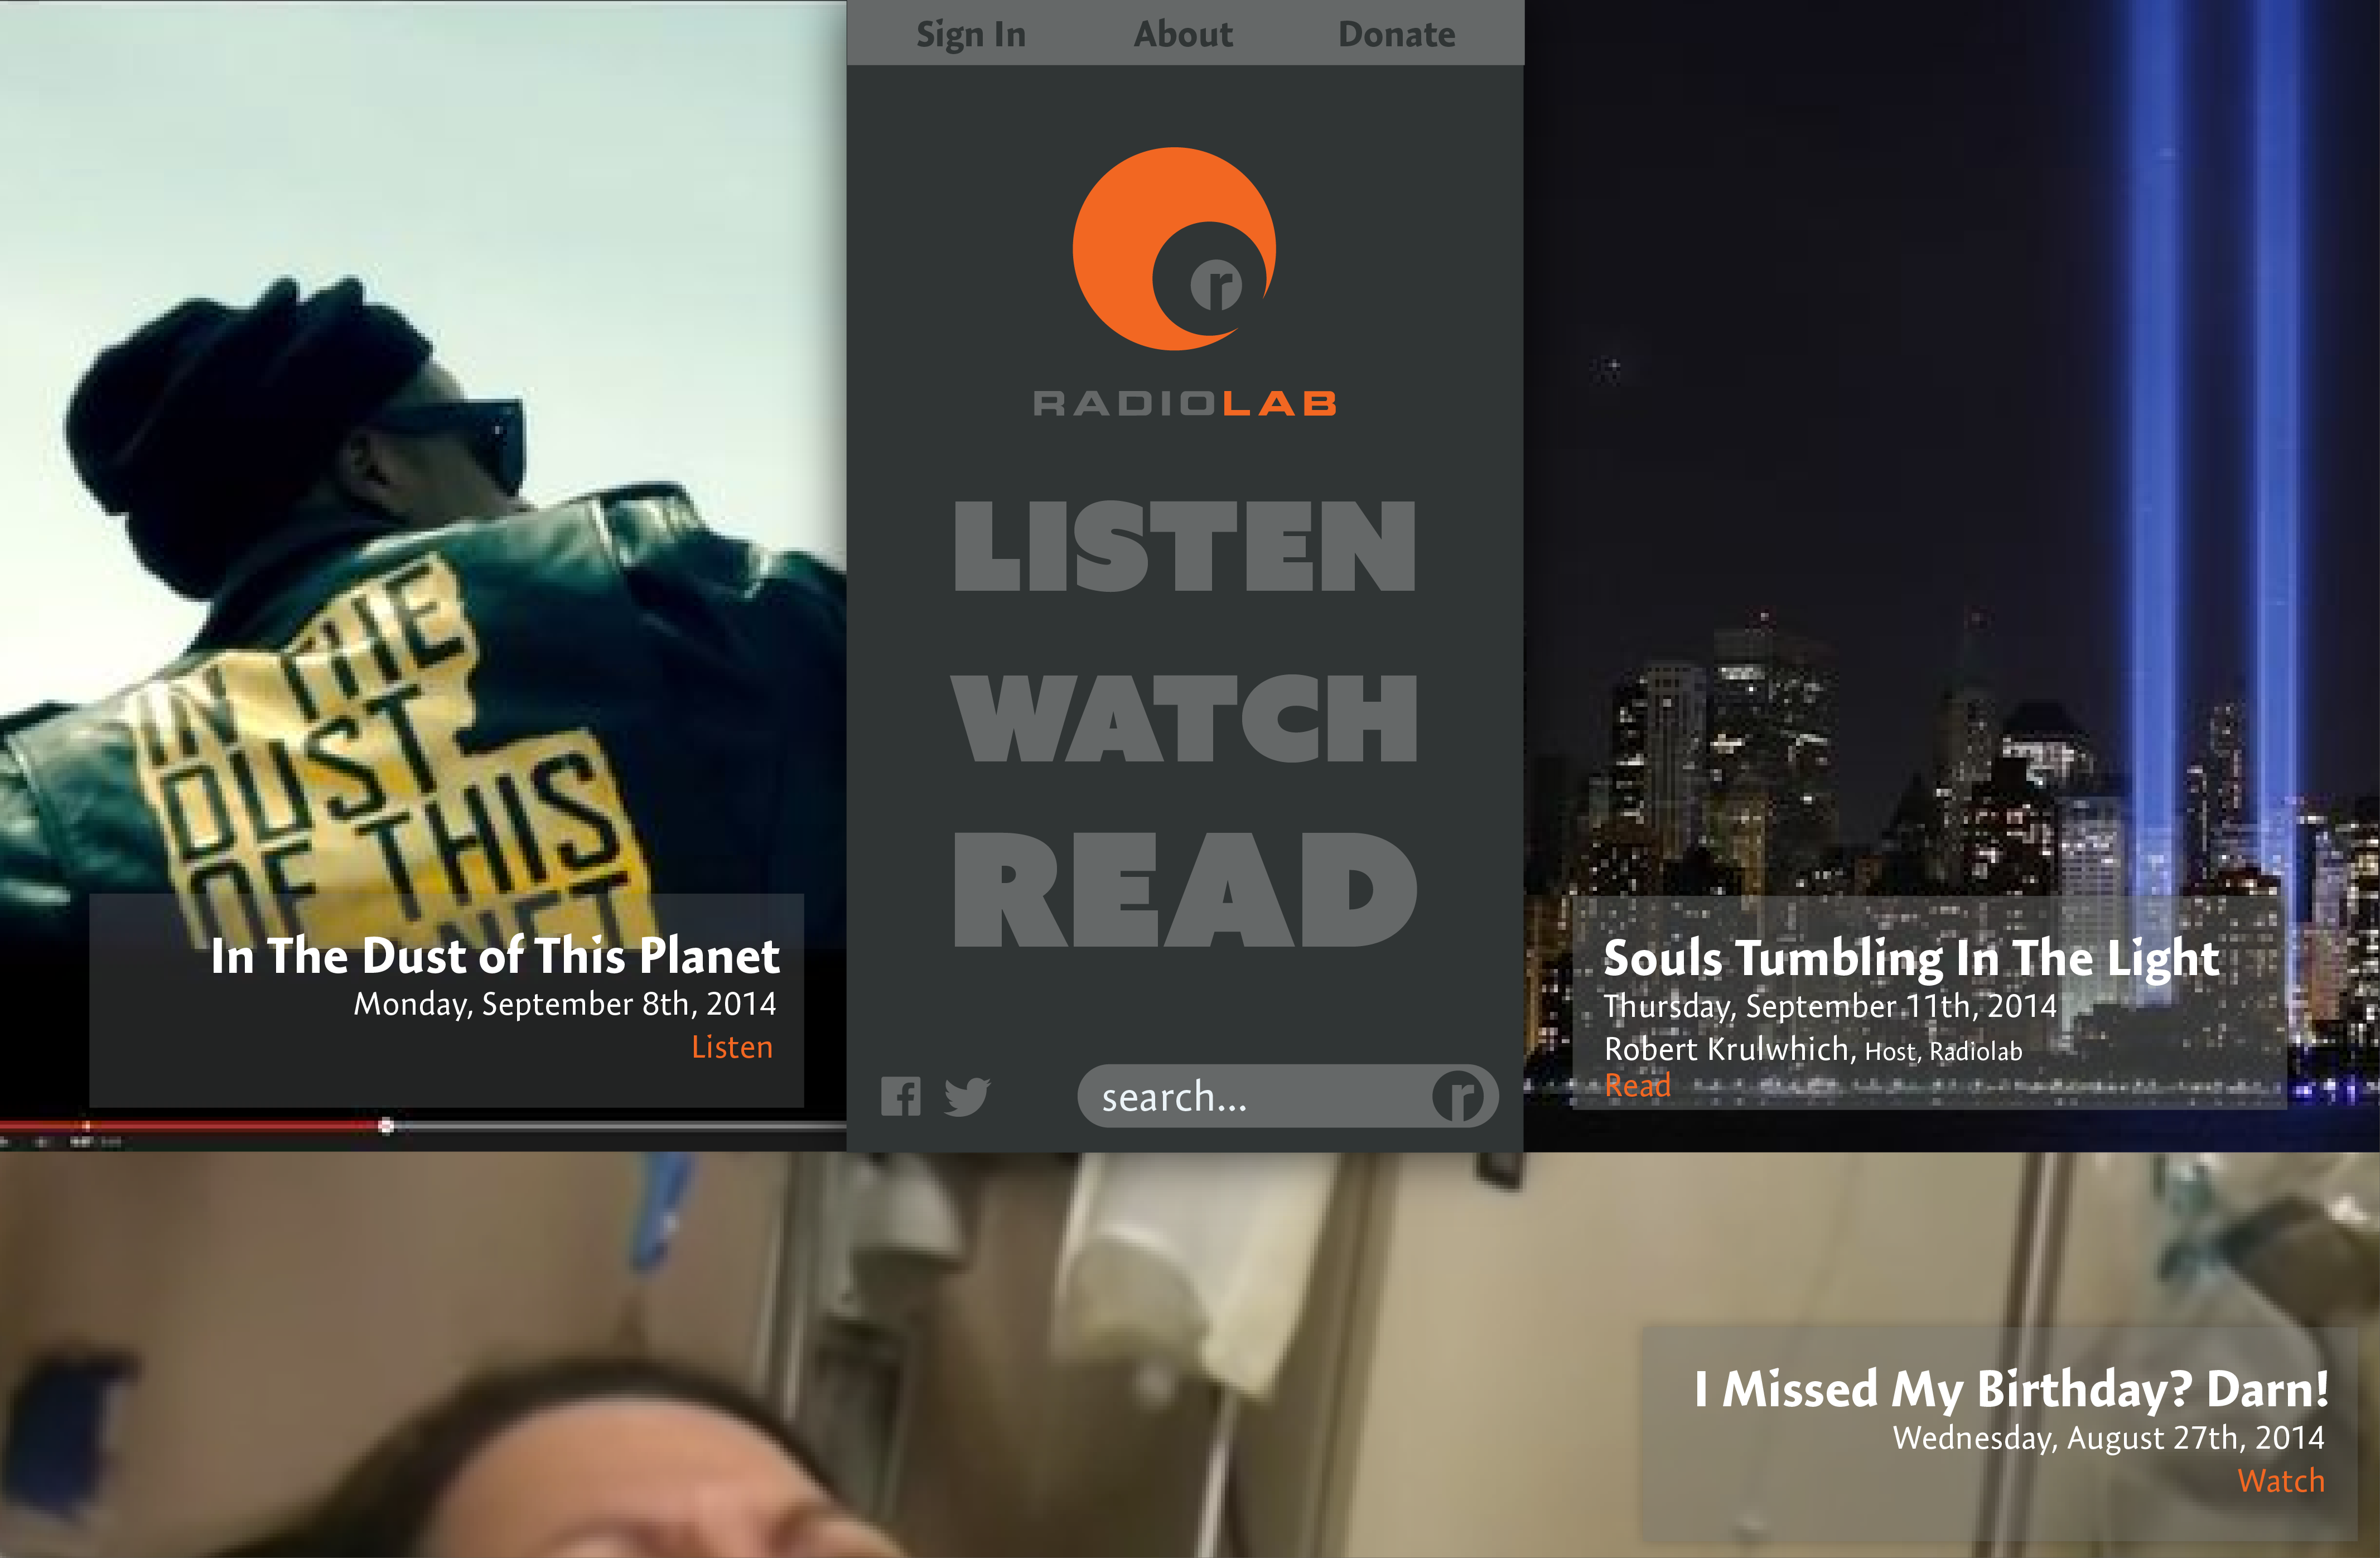 Sign In About Donate
r
RADIOLAB
LISTEN
WATCH
READ
search...
r
IN THE
DUST
OF THIS
NET
In The Dust of This Planet
Monday, September 8th, 2014
Listen
Souls Tumbling In The Light
Thursday, September 11th, 2014
Robert Krulwhich, Host, Radiolab
Read
I Missed My Birthday? Darn!
Wednesday, August 27th, 2014
Watch